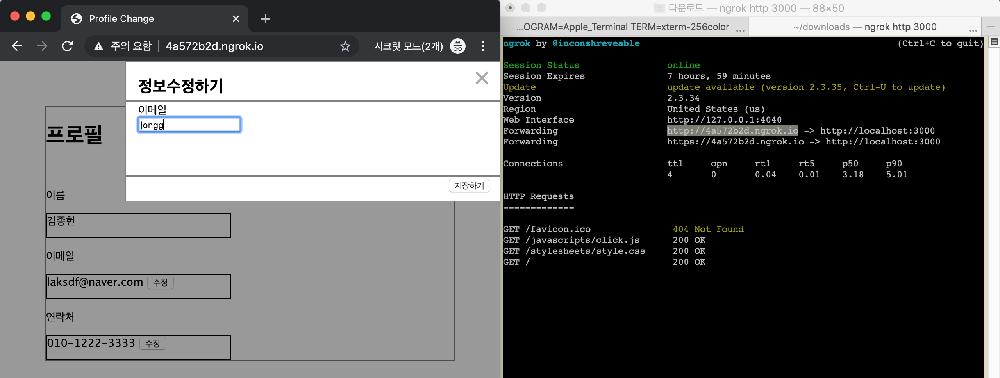 Profile Change
주의 요함 4a572b2d.ngrok.io 시크릿 모드(2개)
정보수정하기
이메일
jongg
저장하기
프로필
이름
김종헌
이메일
laksdf@naver.com 수정
연락처
010-1222-3333 수정
다운로드 — ngrok http 3000 — 88×50
...OGRAM=Apple_Terminal TERM=xterm-256color ...
~/downloads — ngrok http 3000 ...
ngrok by @inconshreveable (Ctrl+C to quit)
Session Status online
Session Expires 7 hours, 59 minutes
Update update available (version 2.3.35, Ctrl-U to update)
Version 2.3.34
Region United States (us)
Web Interface http://127.0.0.1:4040
Forwarding http://4a572b2d.ngrok.io -> http://localhost:3000
Forwarding https://4a572b2d.ngrok.io -> http://localhost:3000
Connections ttl opn rt1 rt5 p50 p90
4 0 0.04 0.01 3.18 5.01
HTTP Requests
-------------
GET /favicon.ico 404 Not Found
GET /javascripts/click.js 200 OK
GET /stylesheets/style.css 200 OK
GET / 200 OK